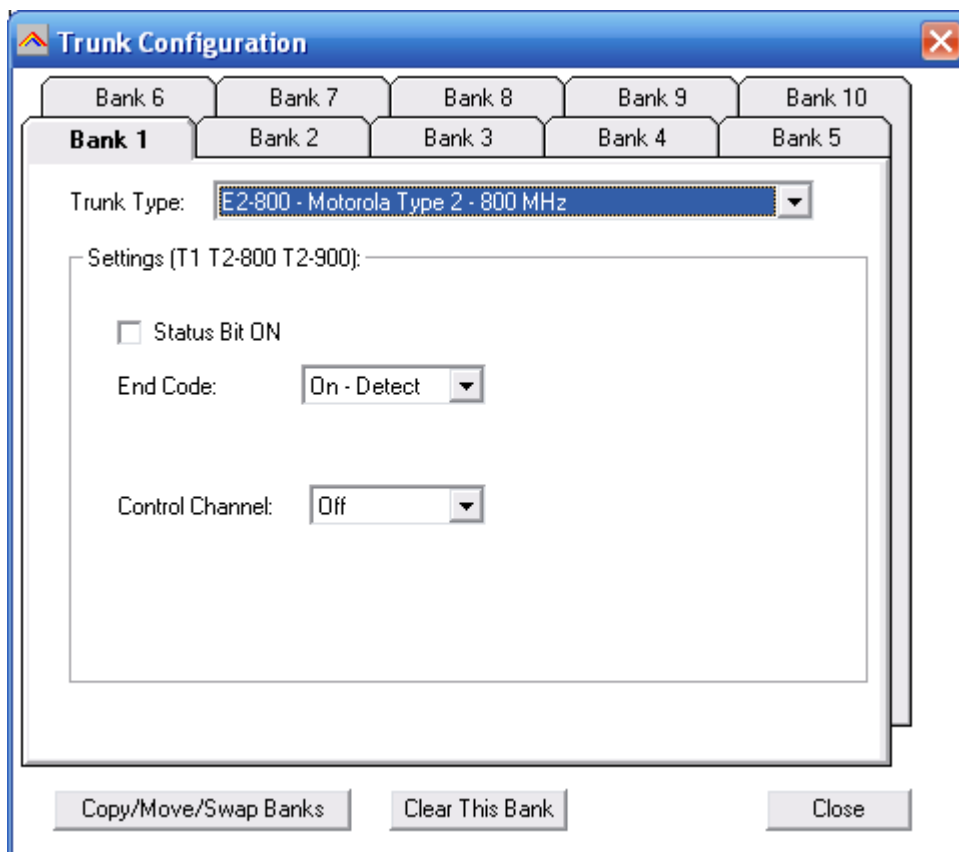 Trunk Configuration
Bank 6 Bank 7 Bank 8 Bank 9 Bank 10
Bank 1 Bank 2 Bank 3 Bank 4 Bank 5
Trunk Type: E2-800 - Motorola Type 2 - 800 MHz
Settings (T1 T2-800 T2-900):
Status Bit ON
End Code: On - Detect
Control Channel: Off
Copy/Move/Swap Banks Clear This Bank Close